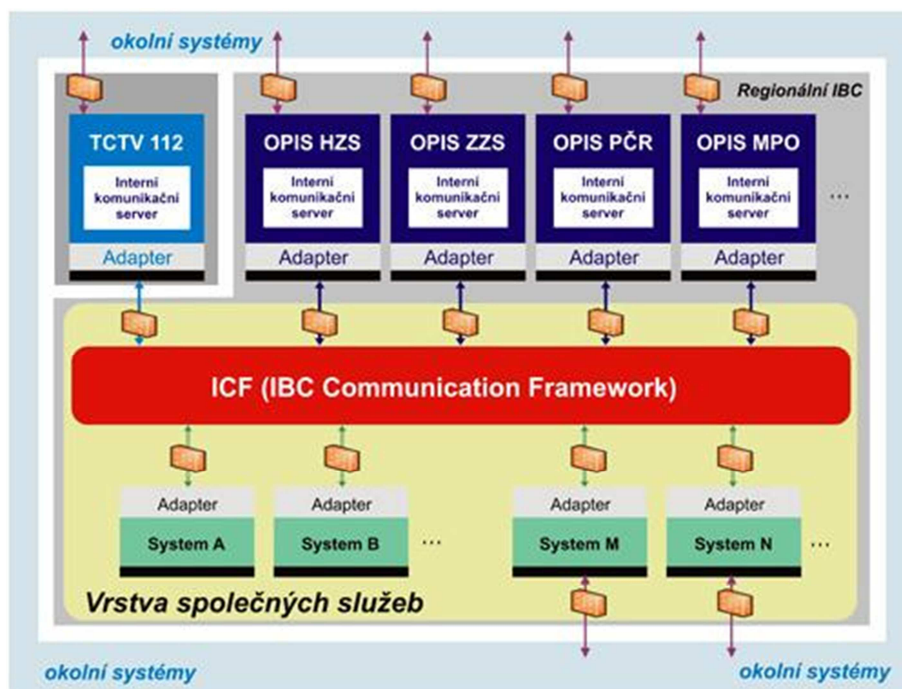 okolní systémy
Regionální IBC
TCTV 112
Interní
komunikační
server
Adapter
OPIS HZS
Interní
komunikační
server
Adapter
OPIS ZZS
Interní
komunikační
server
Adapter
OPIS PČR
Interní
komunikační
server
Adapter
OPIS MPO
Interní
komunikační
server
Adapter
...
ICF (IBC Communication Framework)
Adapter
System A
Adapter
System B
...
Adapter
System M
Adapter
System N
...
Vrstva společných služeb
okolní systémy
okolní systémy